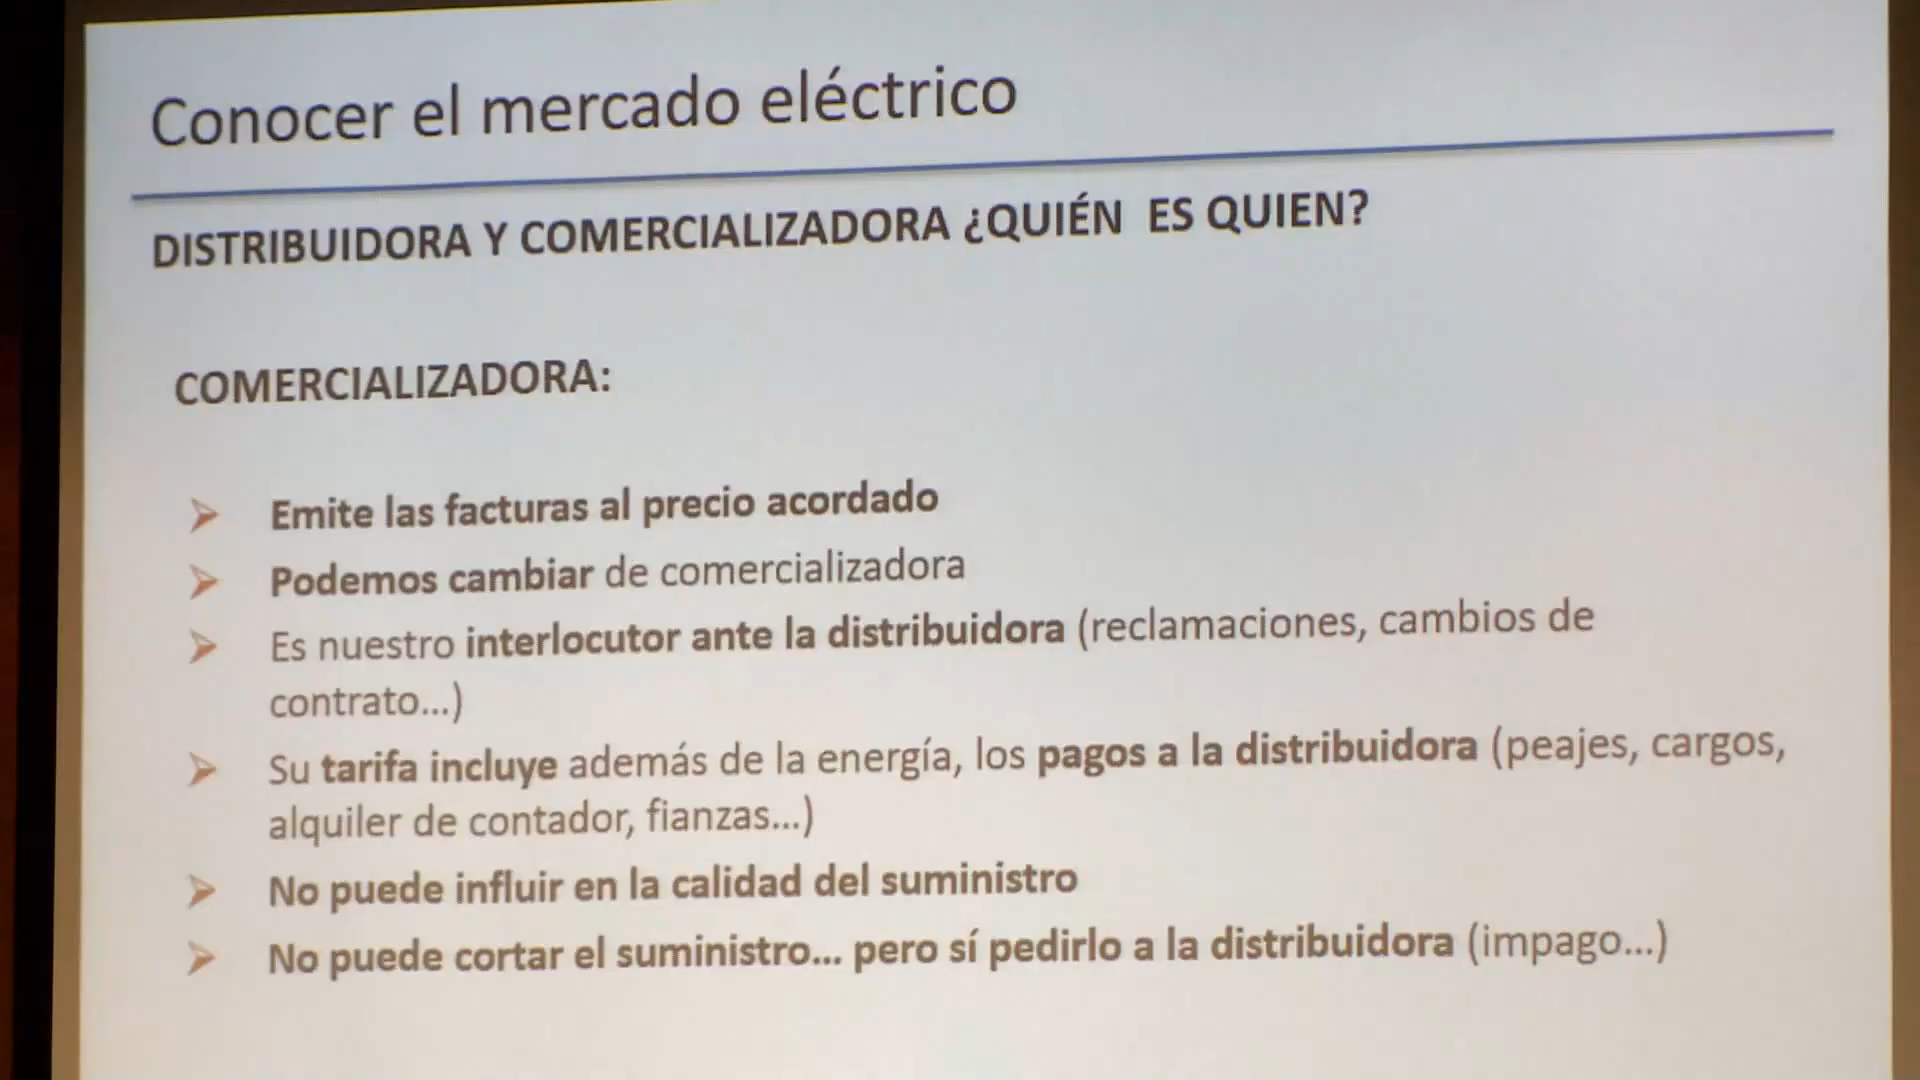 Conocer el mercado eléctrico
DISTRIBUIDORA Y COMERCIALIZADORA ¿QUIÉN ES QUIEN?
COMERCIALIZADORA:
Emite las facturas al precio acordado
Podemos cambiar de comercializadora
Es nuestro interlocutor ante la distribuidora (reclamaciones, cambios de
contrato...)
Su tarifa incluye además de la energía, los pagos a la distribuidora (peajes, cargos,
alquiler de contador, fianzas...)
No puede influir en la calidad del suministro
No puede cortar el suministro... pero sí pedirlo a la distribuidora (impago...)